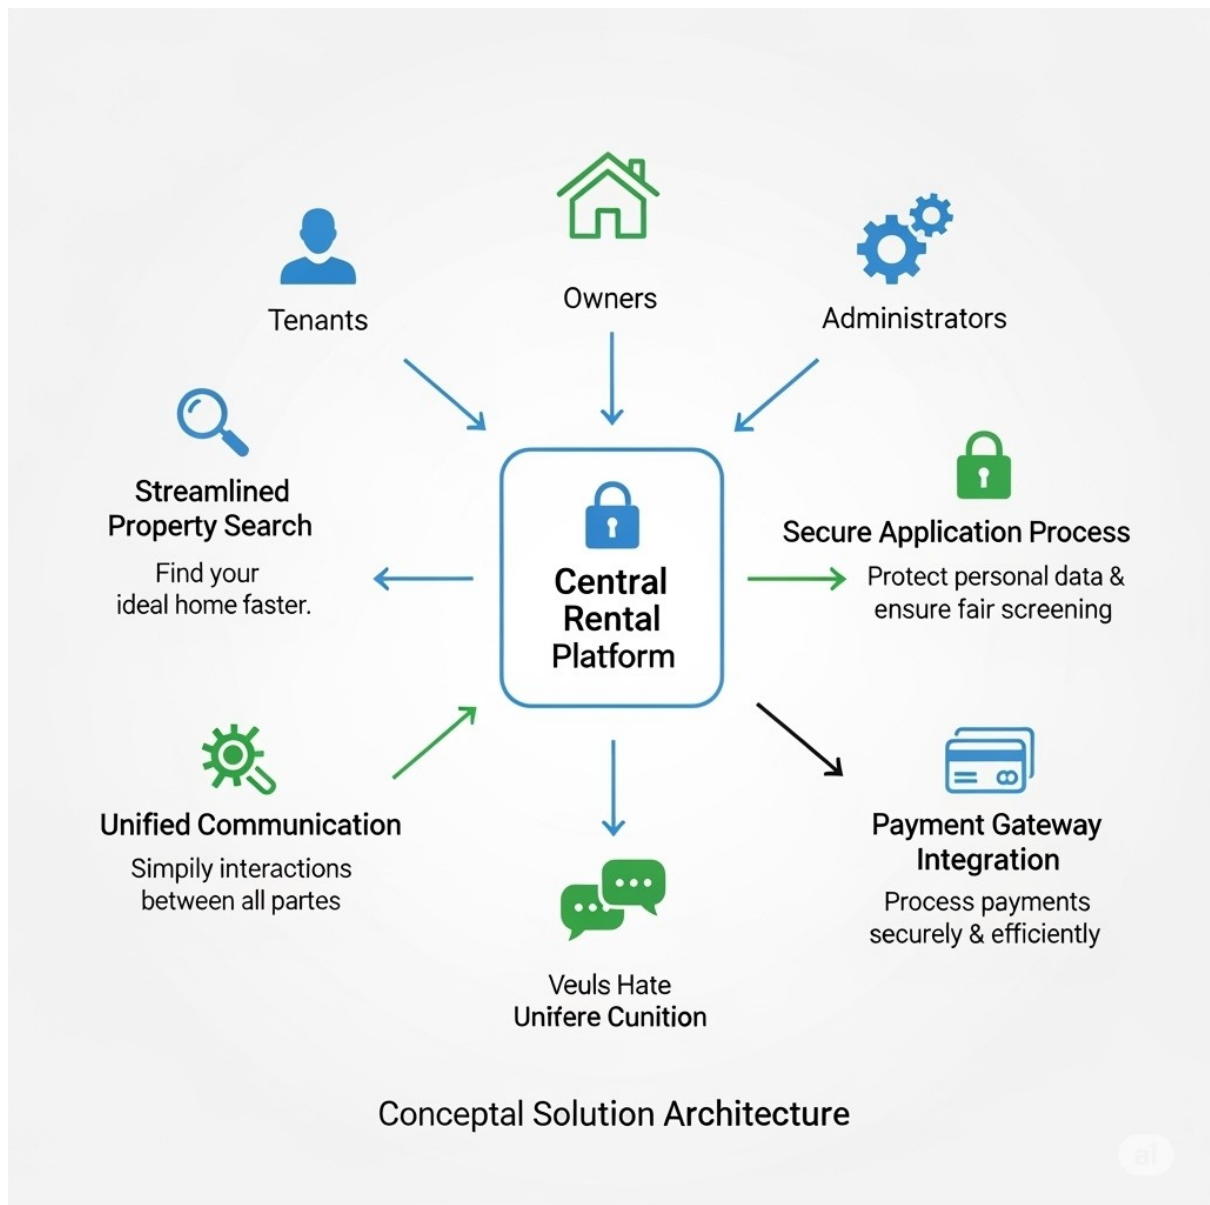 Owners
Tenants
Administrators
Streamlined
Property Search
Find your
ideal home faster.
Central
Rental
Platform
Secure Application Process
Protect personal data &
ensure fair screening
Unified Communication
Simpily interactions
between all partes
Payment Gateway
Integration
Process payments
securely & efficiently
Veuls Hate
Unifere Cunition
Conceptal Solution Architecture
ai